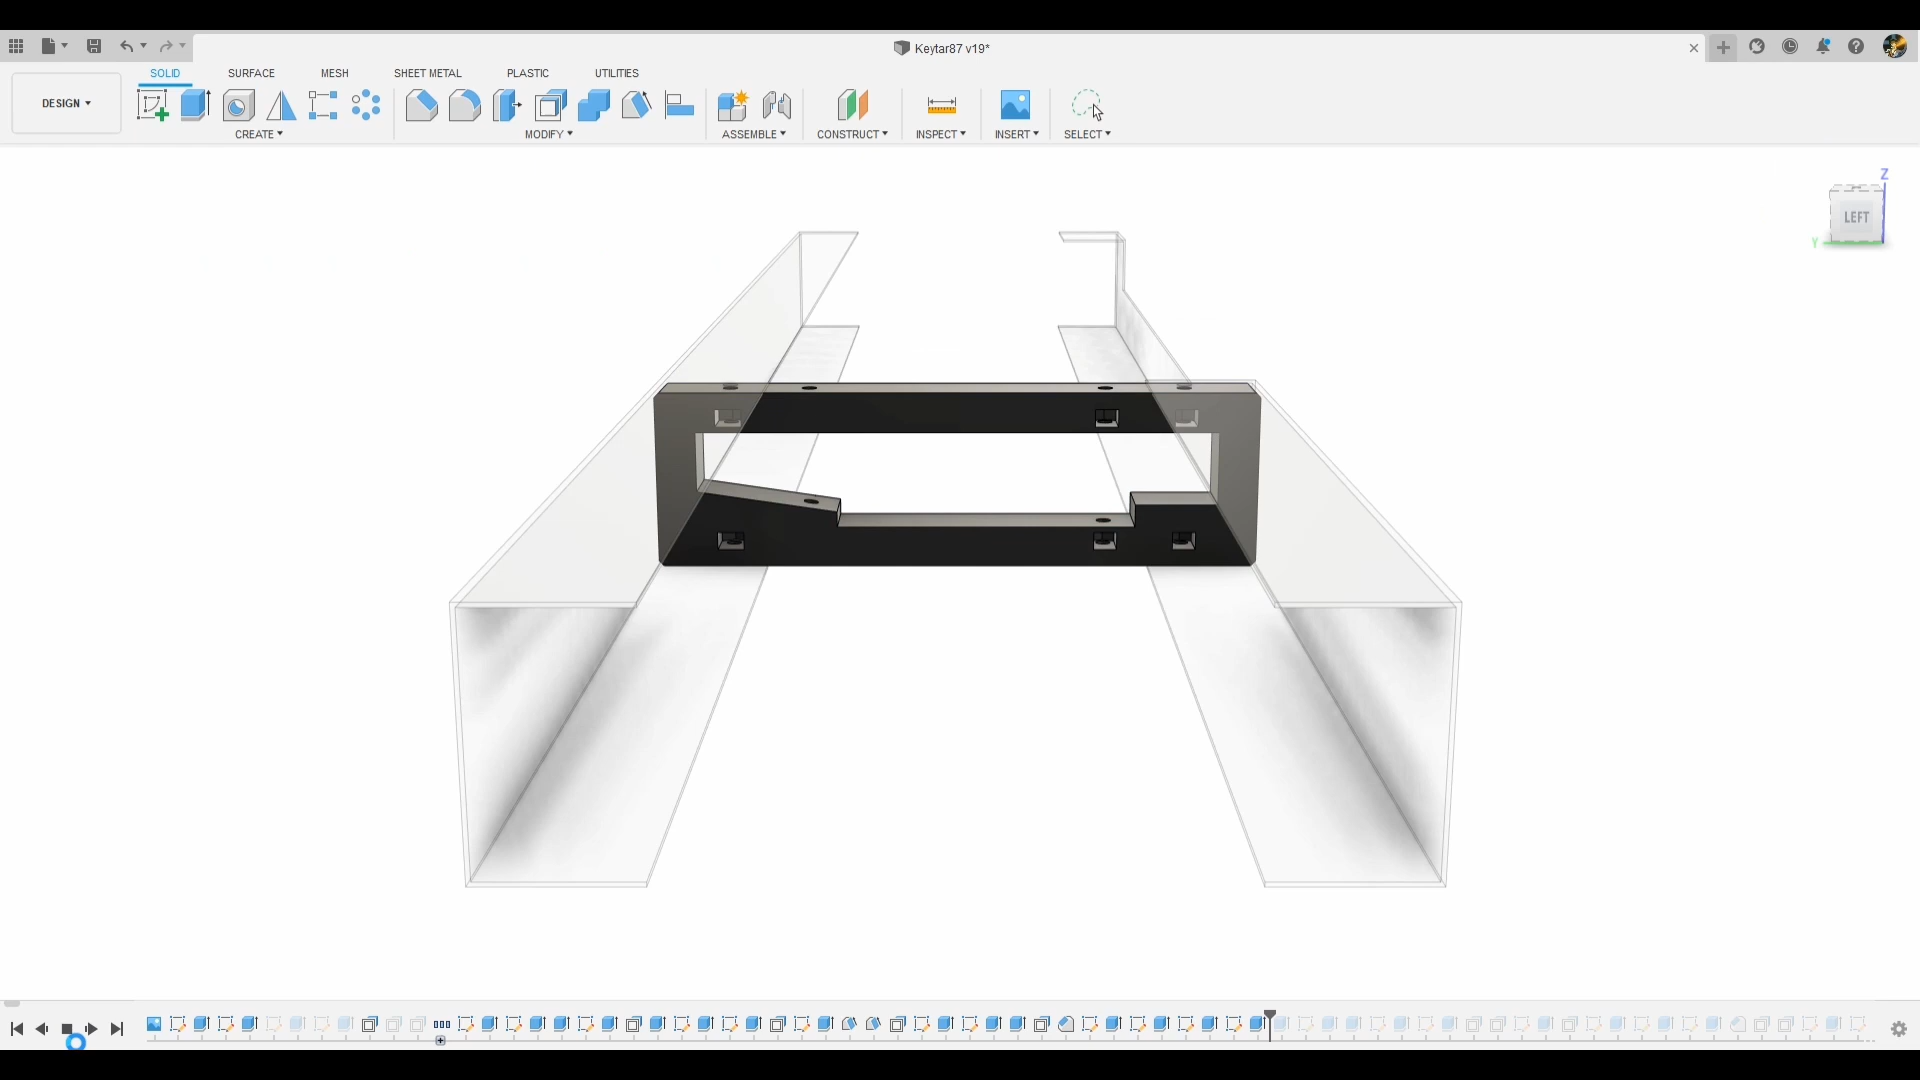 Keytar87 v19*
SOLID SURFACE MESH SHEET METAL PLASTIC UTILITIES
DESIGN
CREATE MODIFY ASSEMBLE CONSTRUCT INSPECT INSERT SELECT
Z
LEFT
Y